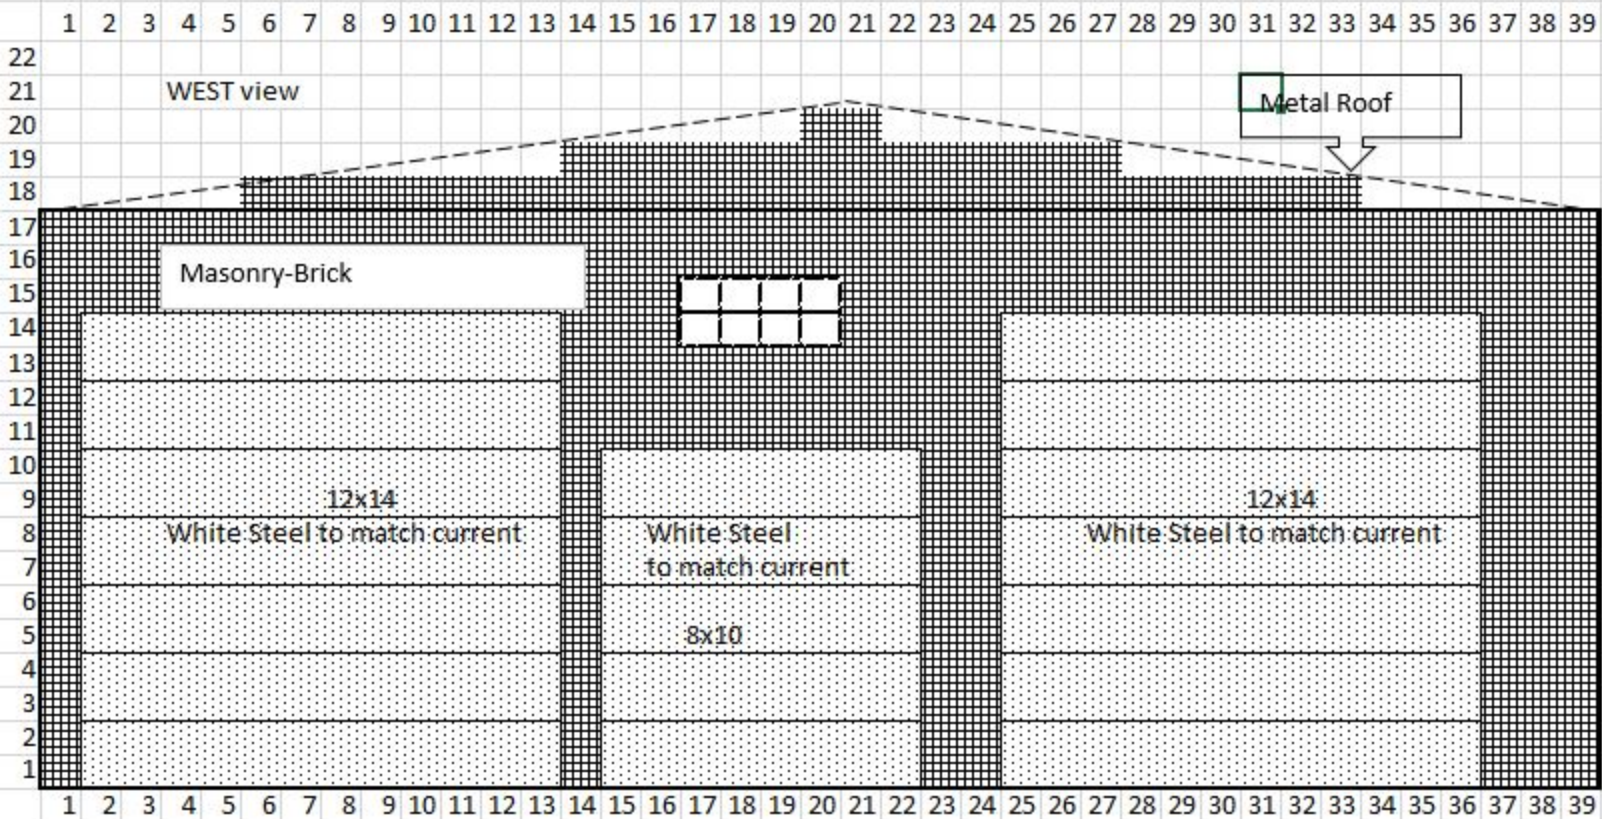 1 2 3 4 5 6 7 8 9 10 11 12 13 14 15 16 17 18 19 20 21 22 23 24 25 26 27 28 29 30 31 32 33 34 35 36 37 38 39
22
21 WEST view Metal Roof
20
19
18
17
16 Masonry-Brick
15
14
13
12
11
10
9 12x14 12x14
8 White Steel to match current White Steel White Steel to match current
7 to match current
6
5 8x10
4
3
2
1
1 2 3 4 5 6 7 8 9 10 11 12 13 14 15 16 17 18 19 20 21 22 23 24 25 26 27 28 29 30 31 32 33 34 35 36 37 38 39